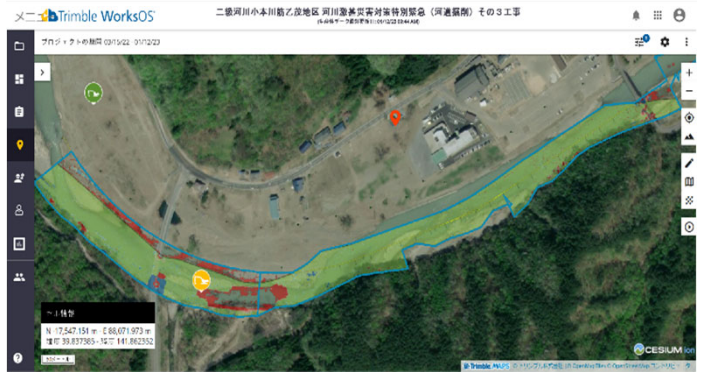 メニュー Trimble WorksOS
二級河川小本川筋乙茂地区 河川激甚災害対策特別緊急 (河道掘削) その3工事
プロジェクトの期間 03/15/22 - 01/12/23
N -17,547.151 m - E 88,071.973 m
緯度 39.837385 - 経度 141.862352
CESIUM ion
Trimble MAPS